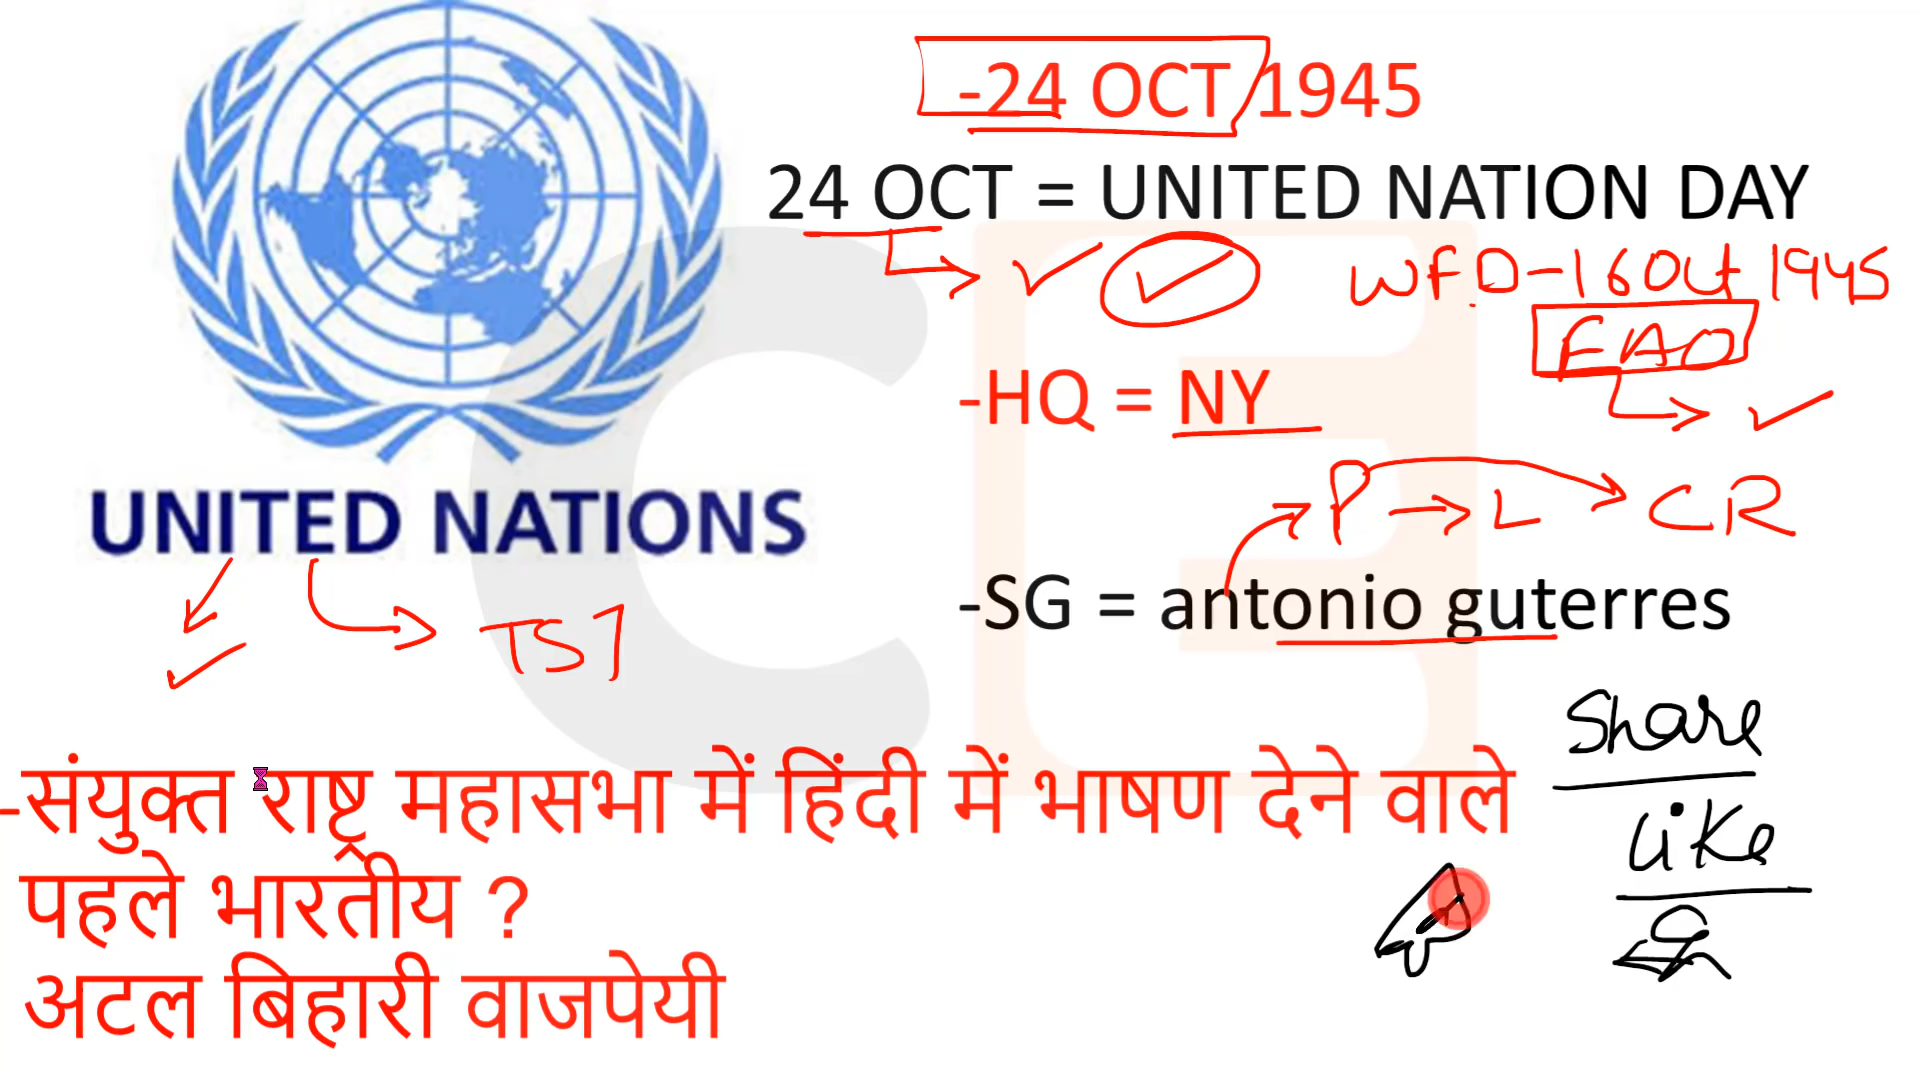 -24 OCT 1945
24 OCT = UNITED NATION DAY
WFD-16 Oct 1945
FAO
-HQ = NY
P → L → CR
UNITED NATIONS
-SG = antonio guterres
Share
Like
-संयुक्त राष्ट्र महासभा में हिंदी में भाषण देने वाले
पहले भारतीय ?
अटल बिहारी वाजपेयी